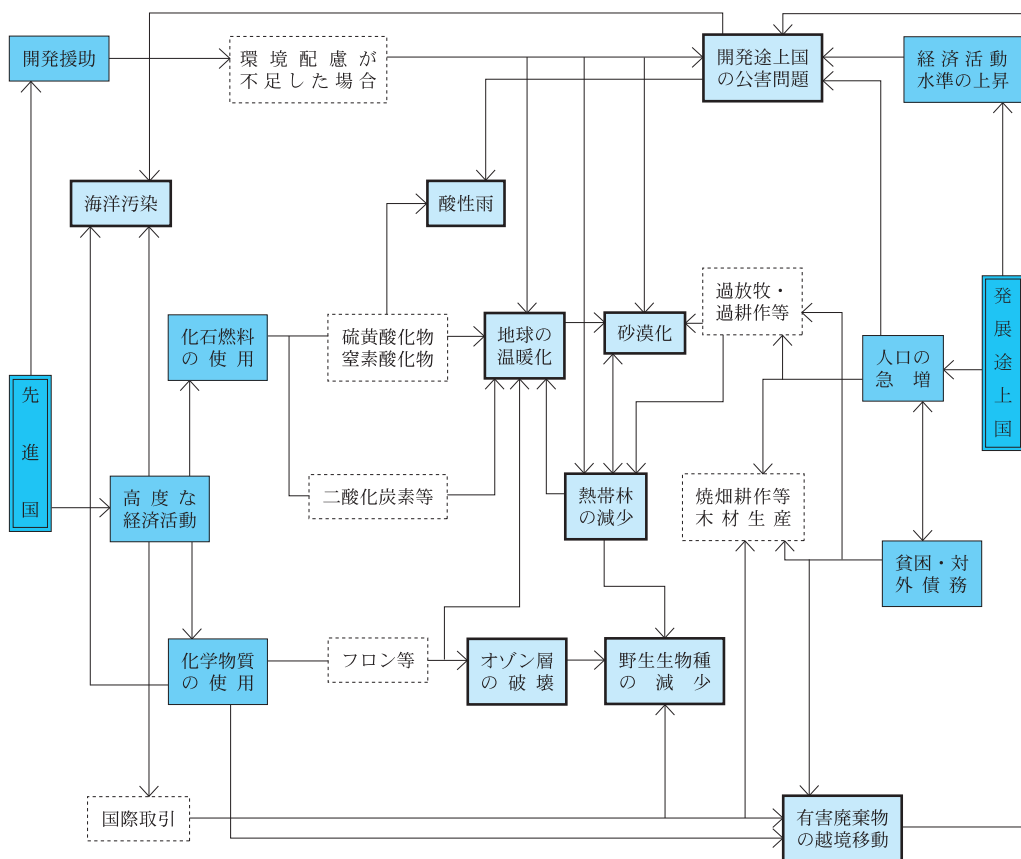 開発援助
環境配慮が
不足した場合
開発途上国
の公害問題
経済活動
水準の上昇
海洋汚染
酸性雨
化石燃料
の使用
硫黄酸化物
窒素酸化物
地球の
温暖化
砂漠化
過放牧・
過耕作等
人口の
急増
発展途上国
先進国
高度な
経済活動
二酸化炭素等
熱帯林
の減少
焼畑耕作等
木材生産
貧困・対
外債務
化学物質
の使用
フロン等
オゾン層
の破壊
野生生物種
の減少
国際取引
有害廃棄物
の越境移動